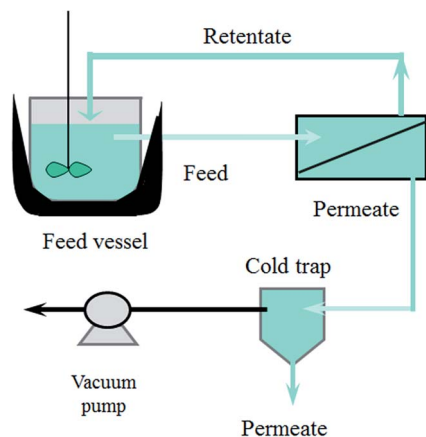 Retentate
Feed
Permeate
Feed vessel
Cold trap
Vacuum
pump
Permeate